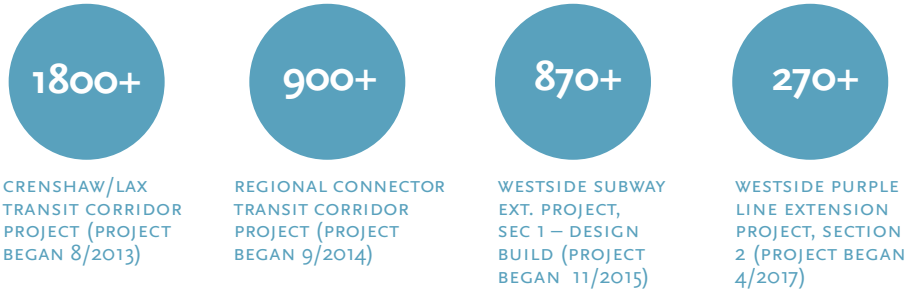 1800+
CRENSHAW/LAX
TRANSIT CORRIDOR
PROJECT (PROJECT
BEGAN 8/2013)
900+
REGIONAL CONNECTOR
TRANSIT CORRIDOR
PROJECT (PROJECT
BEGAN 9/2014)
870+
WESTSIDE SUBWAY
EXT. PROJECT,
SEC 1 – DESIGN
BUILD (PROJECT
BEGAN 11/2015)
270+
WESTSIDE PURPLE
LINE EXTENSION
PROJECT, SECTION
2 (PROJECT BEGAN
4/2017)